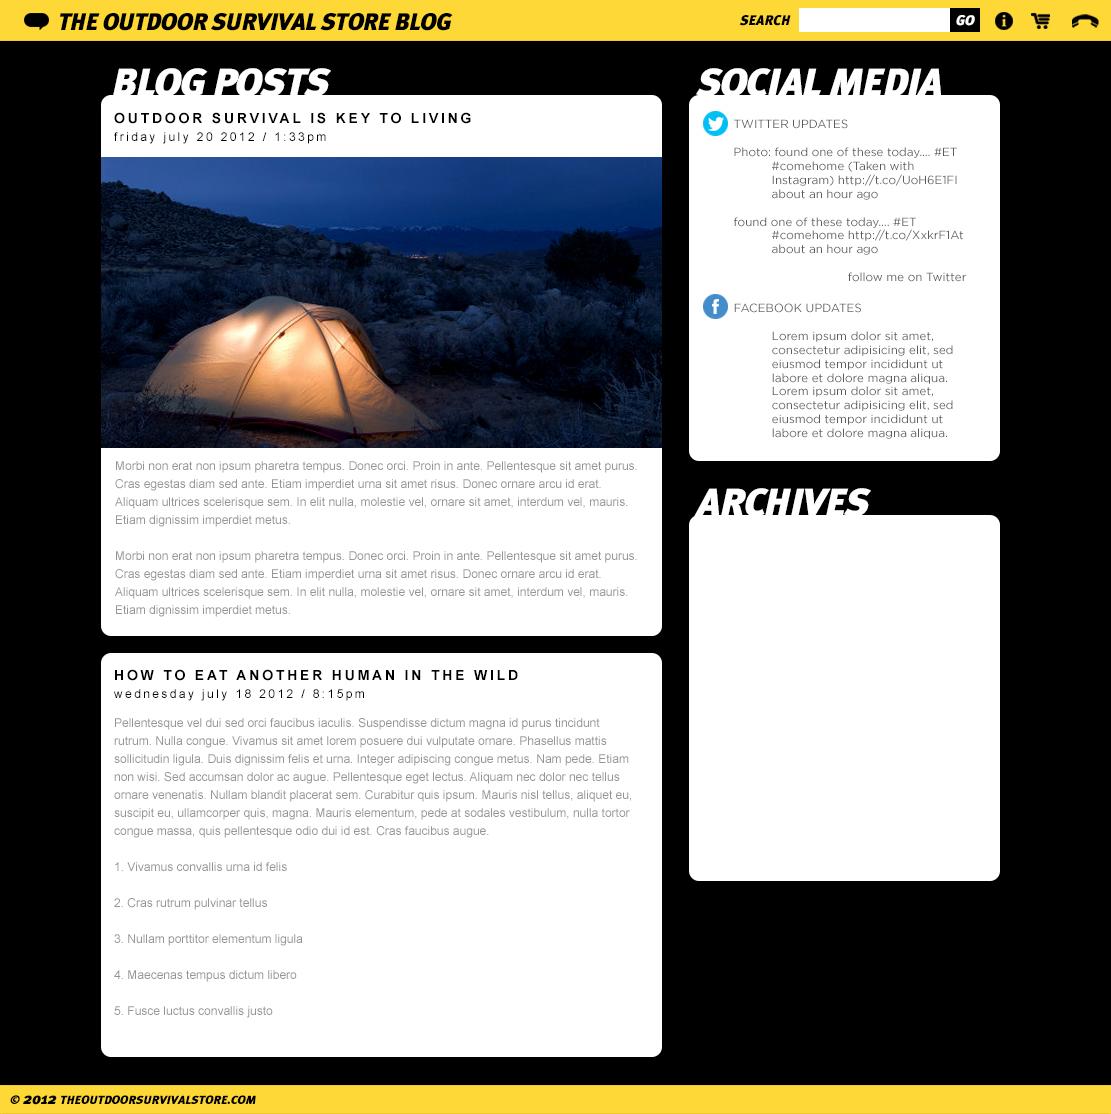 THE OUTDOOR SURVIVAL STORE BLOG
SEARCH
GO
BLOG POSTS
OUTDOOR SURVIVAL IS KEY TO LIVING
friday july 20 2012 / 1:33pm
Morbi non erat non ipsum pharetra tempus. Donec orci. Proin in ante. Pellentesque sit amet purus.
Cras egestas diam sed ante. Etiam imperdiet urna sit amet risus. Donec ornare arcu id erat.
Aliquam ultrices scelerisque sem. In elit nulla, molestie vel, ornare sit amet, interdum vel, mauris.
Etiam dignissim imperdiet metus.
Morbi non erat non ipsum pharetra tempus. Donec orci. Proin in ante. Pellentesque sit amet purus.
Cras egestas diam sed ante. Etiam imperdiet urna sit amet risus. Donec ornare arcu id erat.
Aliquam ultrices scelerisque sem. In elit nulla, molestie vel, ornare sit amet, interdum vel, mauris.
Etiam dignissim imperdiet metus.
HOW TO EAT ANOTHER HUMAN IN THE WILD
wednesday july 18 2012 / 8:15pm
Pellentesque vel dui sed orci faucibus iaculis. Suspendisse dictum magna id purus tincidunt
rutrum. Nulla congue. Vivamus sit amet lorem posuere dui vulputate ornare. Phasellus mattis
sollicitudin ligula. Duis dignissim felis et urna. Integer adipiscing congue metus. Nam pede. Etiam
non wisi. Sed accumsan dolor ac augue. Pellentesque eget lectus. Aliquam nec dolor nec tellus
ornare venenatis. Nullam blandit placerat sem. Curabitur quis ipsum. Mauris nisl tellus, aliquet eu,
suscipit eu, ullamcorper quis, magna. Mauris elementum, pede at sodales vestibulum, nulla tortor
congue massa, quis pellentesque odio dui id est. Cras faucibus augue.
1. Vivamus convallis urna id felis
2. Cras rutrum pulvinar tellus
3. Nullam porttitor elementum ligula
4. Maecenas tempus dictum libero
5. Fusce luctus convallis justo
SOCIAL MEDIA
TWITTER UPDATES
Photo: found one of these today.... #ET
#comehome (Taken with
Instagram) http://t.co/UoH6E1FI
about an hour ago
found one of these today.... #ET
#comehome http://t.co/XxkrF1At
about an hour ago
follow me on Twitter
FACEBOOK UPDATES
Lorem ipsum dolor sit amet,
consectetur adipisicing elit, sed
eiusmod tempor incididunt ut
labore et dolore magna aliqua.
Lorem ipsum dolor sit amet,
consectetur adipisicing elit, sed
eiusmod tempor incididunt ut
labore et dolore magna aliqua.
ARCHIVES
© 2012 THEOUTDOORSURVIVALSTORE.COM